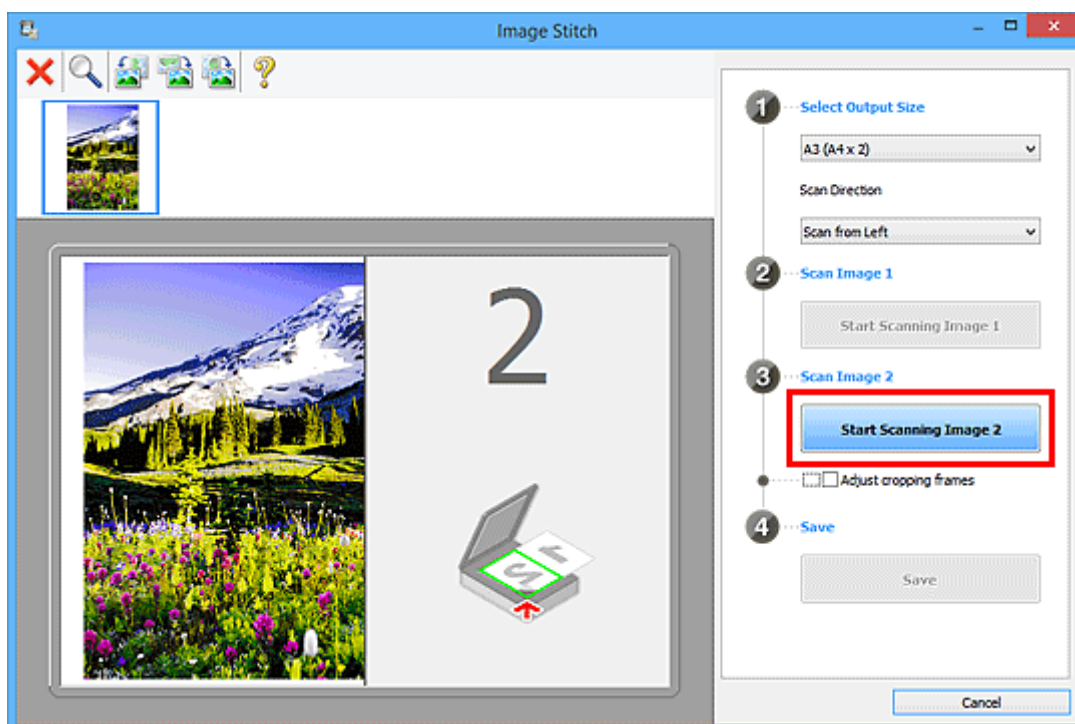 Image Stitch
1
Select Output Size
A3 (A4 x 2)
Scan Direction
Scan from Left
2
Scan Image 1
Start Scanning Image 1
3
Scan Image 2
Start Scanning Image 2
Adjust cropping frames
4
Save
Save
Cancel
2
1
2